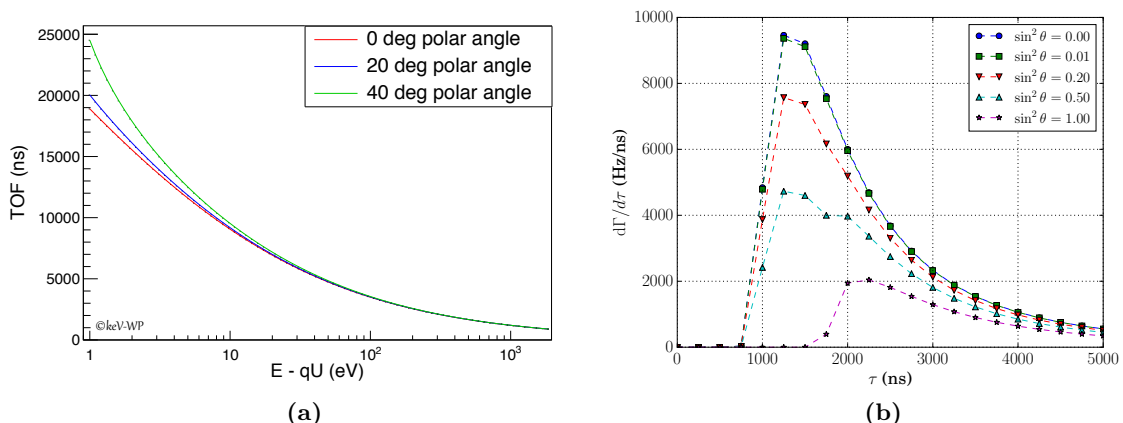 25000
20000
15000
10000
5000
0
TOF (ns)
0 deg polar angle
20 deg polar angle
40 deg polar angle
©keV-WP
1
10
10²
10³
E - qU (eV)
(a)
10000
8000
6000
4000
2000
0
dΓ/dτ (Hz/ns)
sin² θ = 0.00
sin² θ = 0.01
sin² θ = 0.20
sin² θ = 0.50
sin² θ = 1.00
0
1000
2000
3000
4000
5000
τ (ns)
(b)